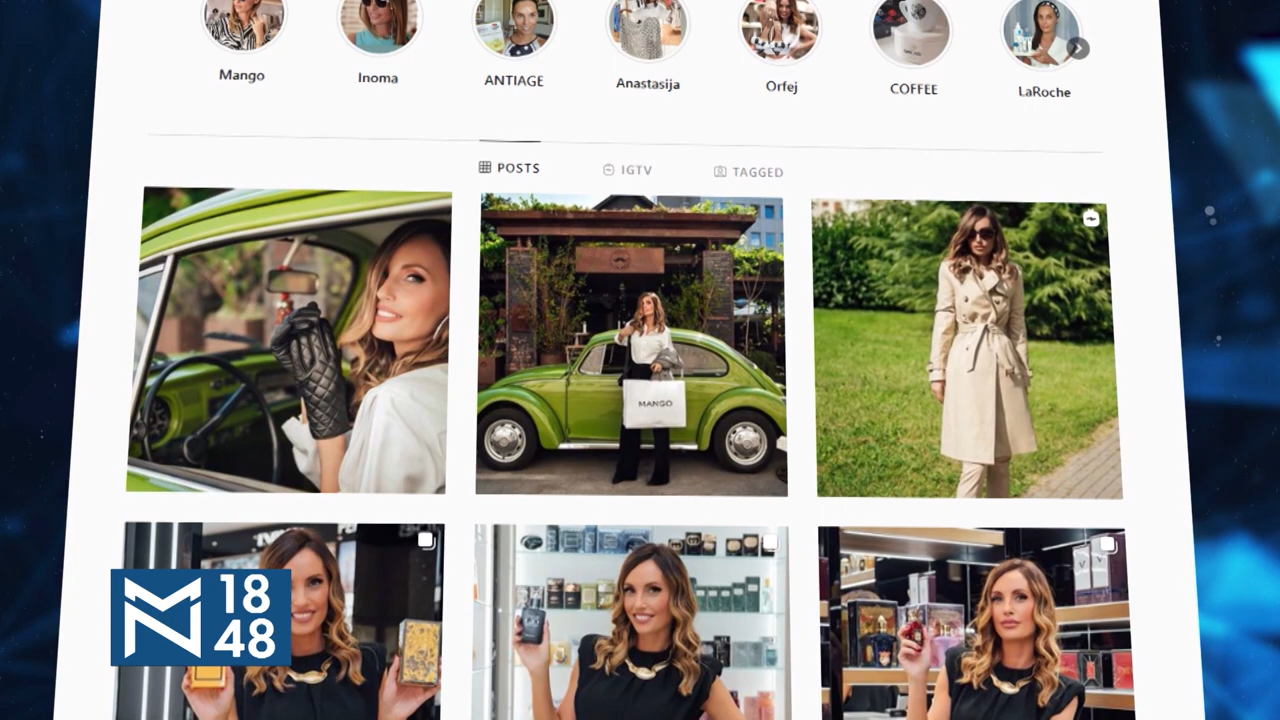 Mango
Inoma
ANTIAGE
Anastasija
Orfej
COFFEE
LaRoche
POSTS
IGTV
TAGGED
MANGO
18
48